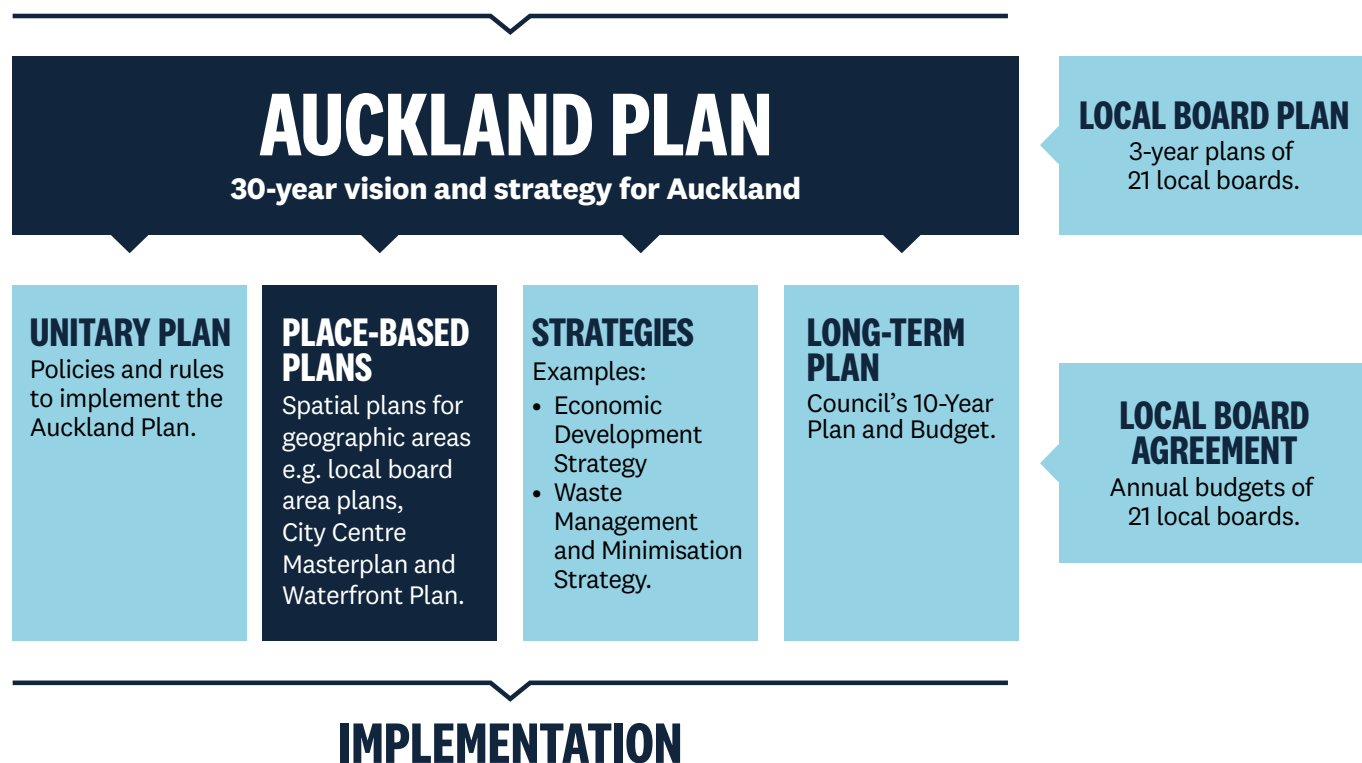 AUCKLAND PLAN
30-year vision and strategy for Auckland
LOCAL BOARD PLAN
3-year plans of
21 local boards.
UNITARY PLAN
Policies and rules
to implement the
Auckland Plan.
PLACE-BASED
PLANS
Spatial plans for
geographic areas
e.g. local board
area plans,
City Centre
Masterplan and
Waterfront Plan.
STRATEGIES
Examples:
• Economic
Development
Strategy
• Waste
Management
and Minimisation
Strategy.
LONG-TERM
PLAN
Council’s 10-Year
Plan and Budget.
LOCAL BOARD
AGREEMENT
Annual budgets of
21 local boards.
IMPLEMENTATION